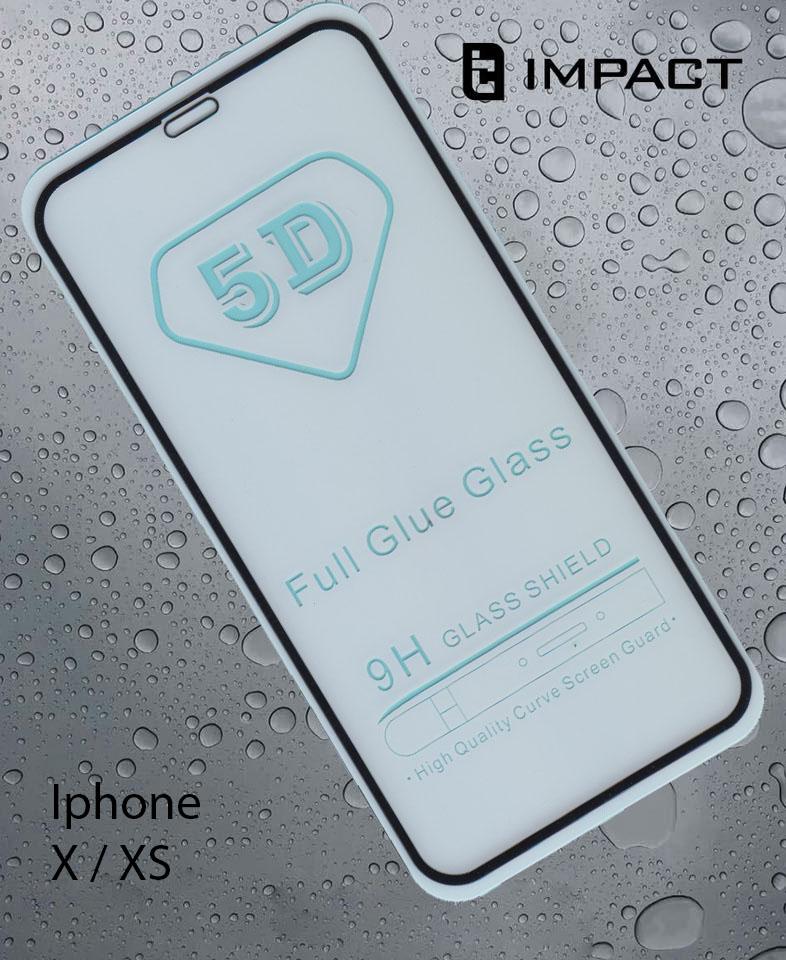 IMPACT
5D
Full Glue Glass
9H GLASS SHIELD
·High Quality Curve Screen Guard·
Iphone
X / XS